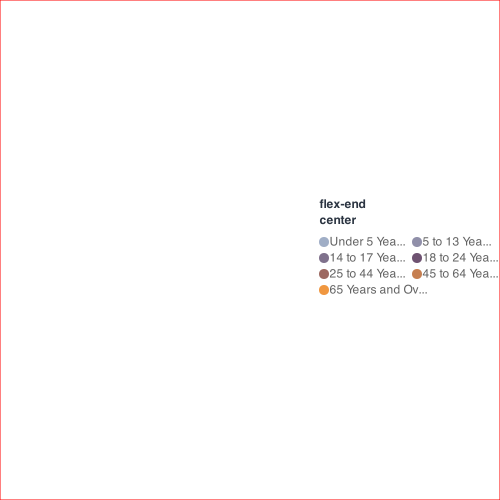 flex-end
center
Under 5 Yea... 5 to 13 Yea...
14 to 17 Yea... 18 to 24 Yea...
25 to 44 Yea... 45 to 64 Yea...
65 Years and Ov...